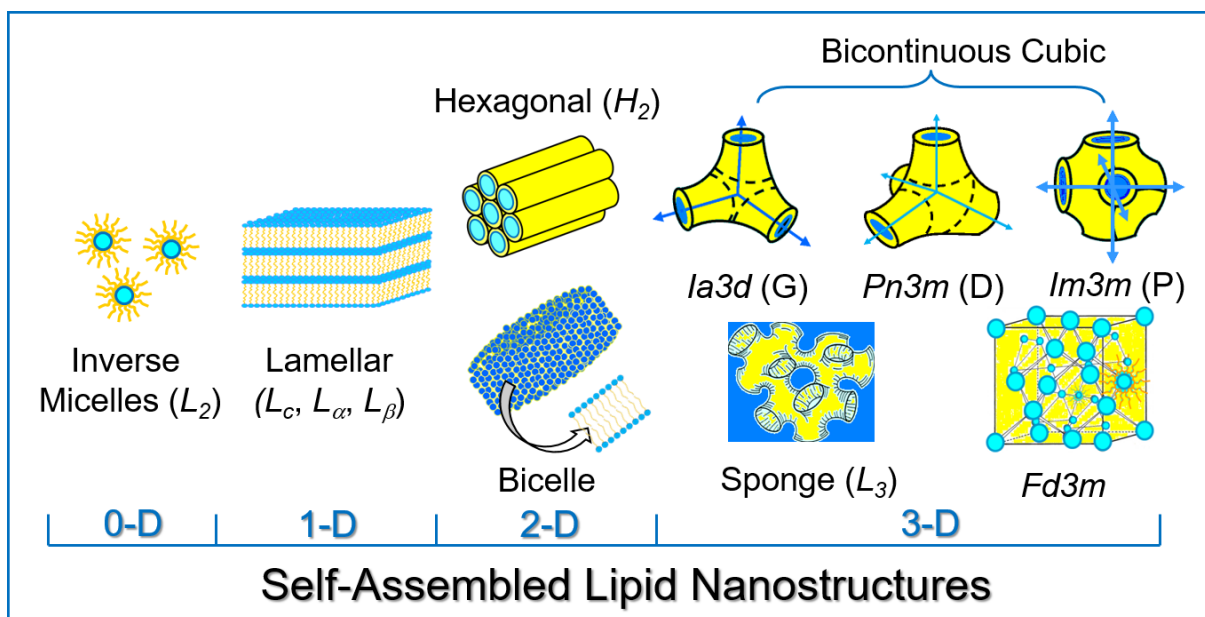 Bicontinuous Cubic
Hexagonal (H₂)
Ia3d (G)
Pn3m (D)
Im3m (P)
Inverse
Micelles (L₂)
Lamellar
(L꜀, Lα, Lᵦ)
Bicelle
Sponge (L₃)
Fd3m
0-D
1-D
2-D
3-D
Self-Assembled Lipid Nanostructures